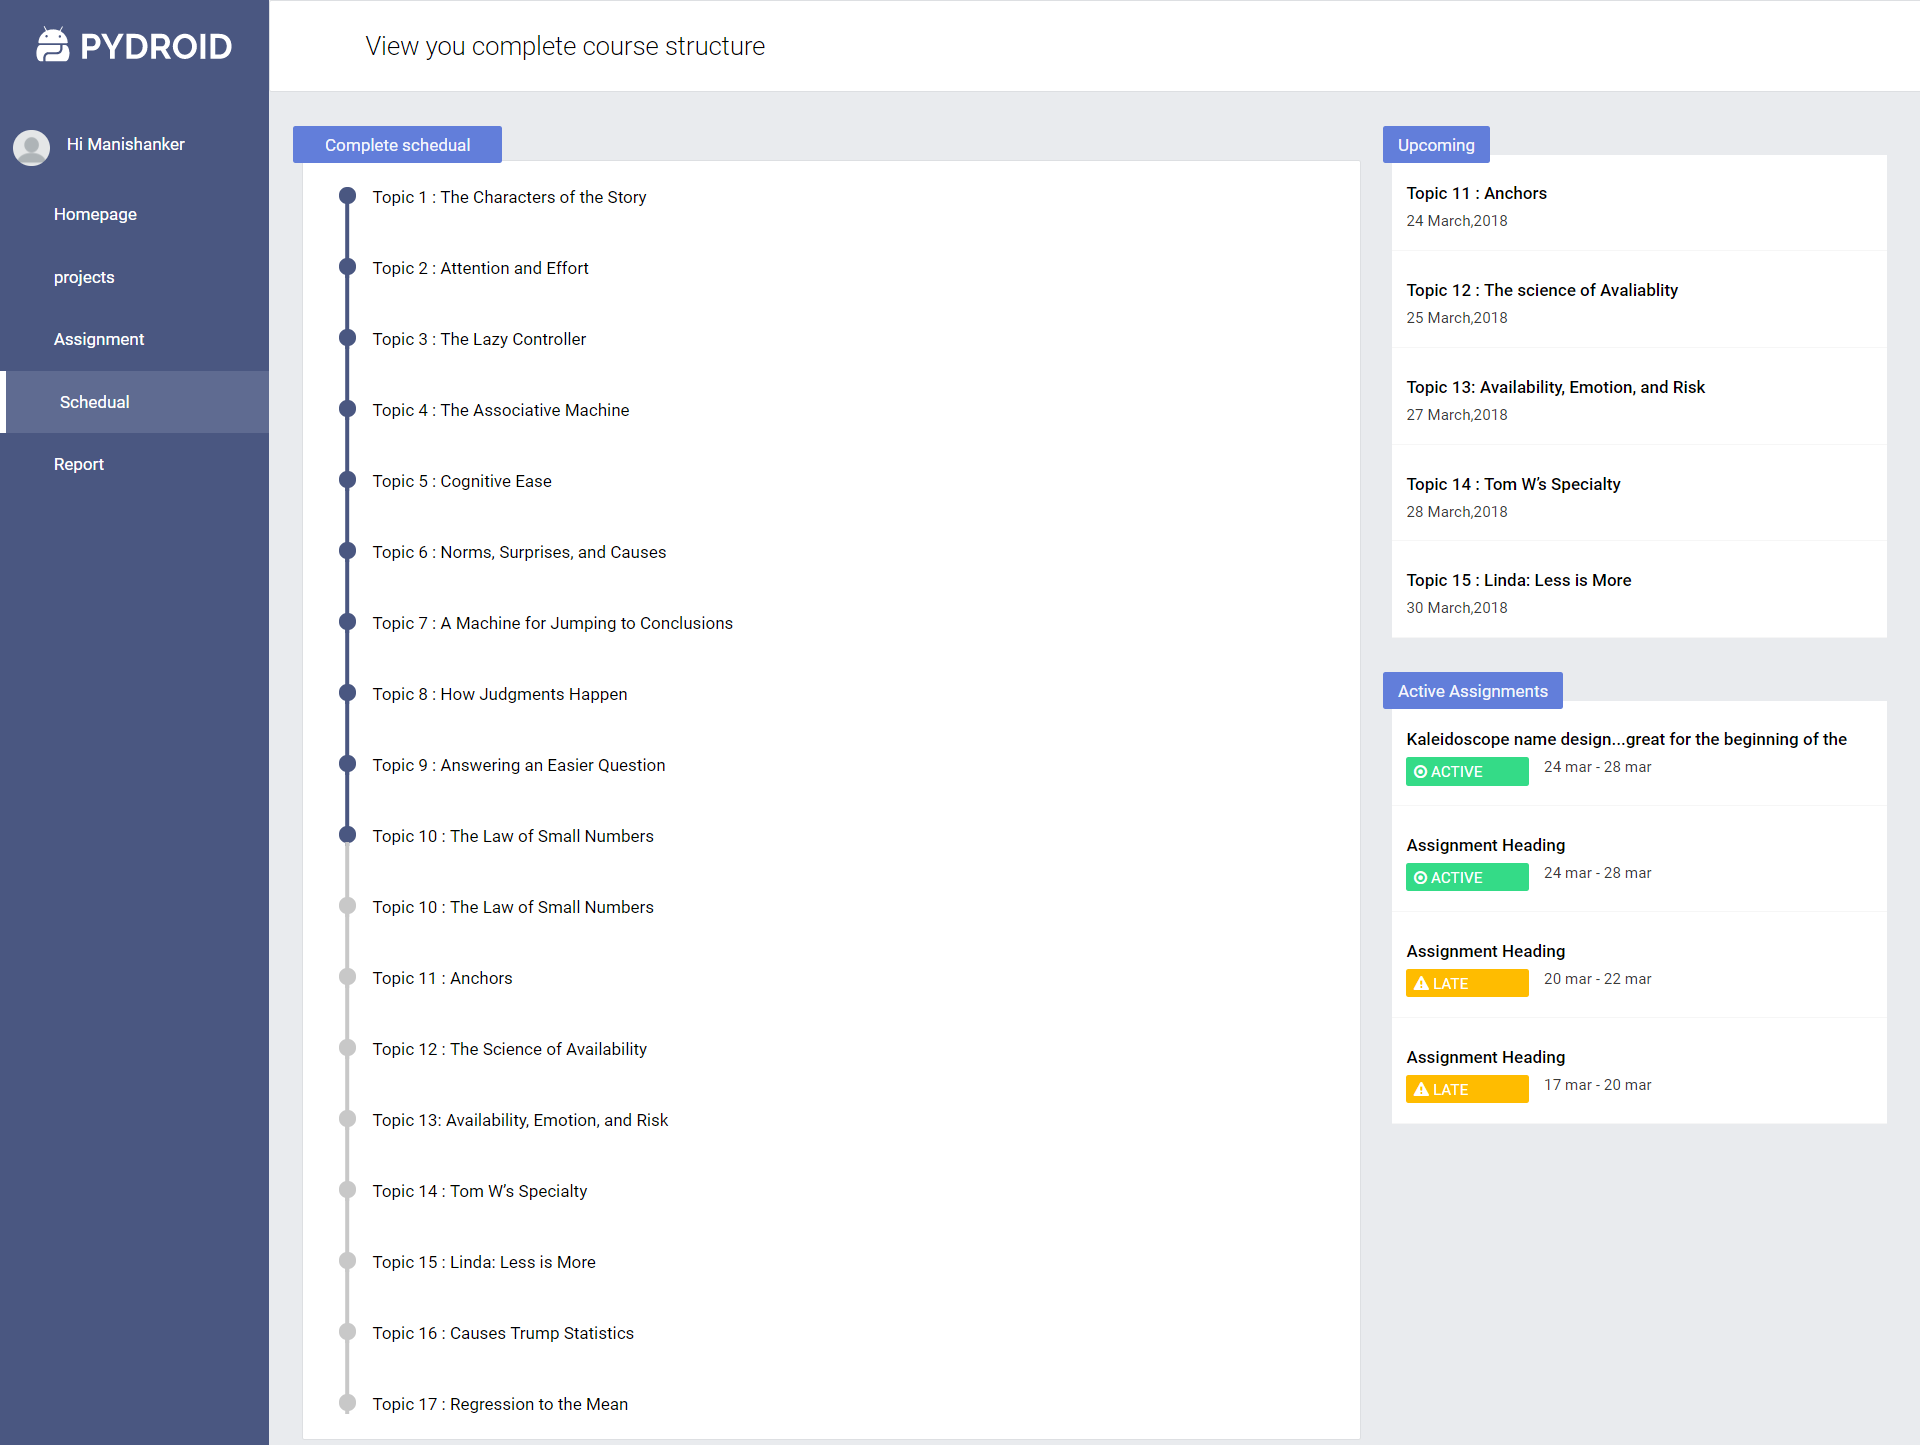 PYDROID
View you complete course structure
Hi Manishanker
Homepage
projects
Assignment
Schedual
Report
Complete schedual
Topic 1 : The Characters of the Story
Topic 2 : Attention and Effort
Topic 3 : The Lazy Controller
Topic 4 : The Associative Machine
Topic 5 : Cognitive Ease
Topic 6 : Norms, Surprises, and Causes
Topic 7 : A Machine for Jumping to Conclusions
Topic 8 : How Judgments Happen
Topic 9 : Answering an Easier Question
Topic 10 : The Law of Small Numbers
Topic 10 : The Law of Small Numbers
Topic 11 : Anchors
Topic 12 : The Science of Availability
Topic 13: Availability, Emotion, and Risk
Topic 14 : Tom W’s Specialty
Topic 15 : Linda: Less is More
Topic 16 : Causes Trump Statistics
Topic 17 : Regression to the Mean
Upcoming
Topic 11 : Anchors
24 March,2018
Topic 12 : The science of Avaliablity
25 March,2018
Topic 13: Availability, Emotion, and Risk
27 March,2018
Topic 14 : Tom W’s Specialty
28 March,2018
Topic 15 : Linda: Less is More
30 March,2018
Active Assignments
Kaleidoscope name design...great for the beginning of the
ACTIVE 24 mar - 28 mar
Assignment Heading
ACTIVE 24 mar - 28 mar
Assignment Heading
LATE 20 mar - 22 mar
Assignment Heading
LATE 17 mar - 20 mar